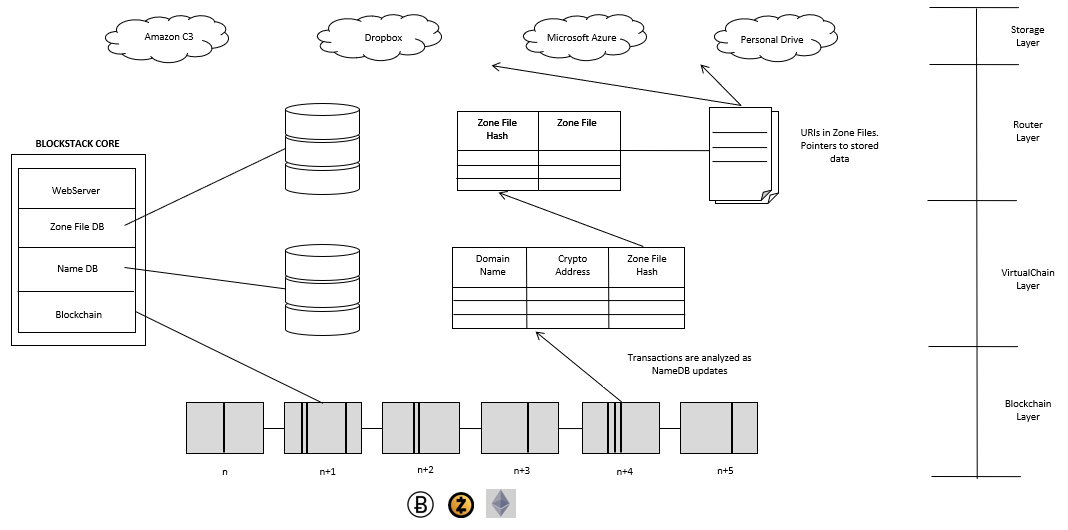 Amazon C3
Dropbox
Microsoft Azure
Personal Drive
Storage
Layer
BLOCKSTACK CORE
WebServer
Zone File DB
Name DB
Blockchain
Zone File
Hash
Zone File
URIs in Zone Files.
Pointers to stored
data
Router
Layer
Domain
Name
Crypto
Address
Zone File
Hash
VirtualChain
Layer
Transactions are analyzed as
NameDB updates
Blockchain
Layer
n
n+1
n+2
n+3
n+4
n+5